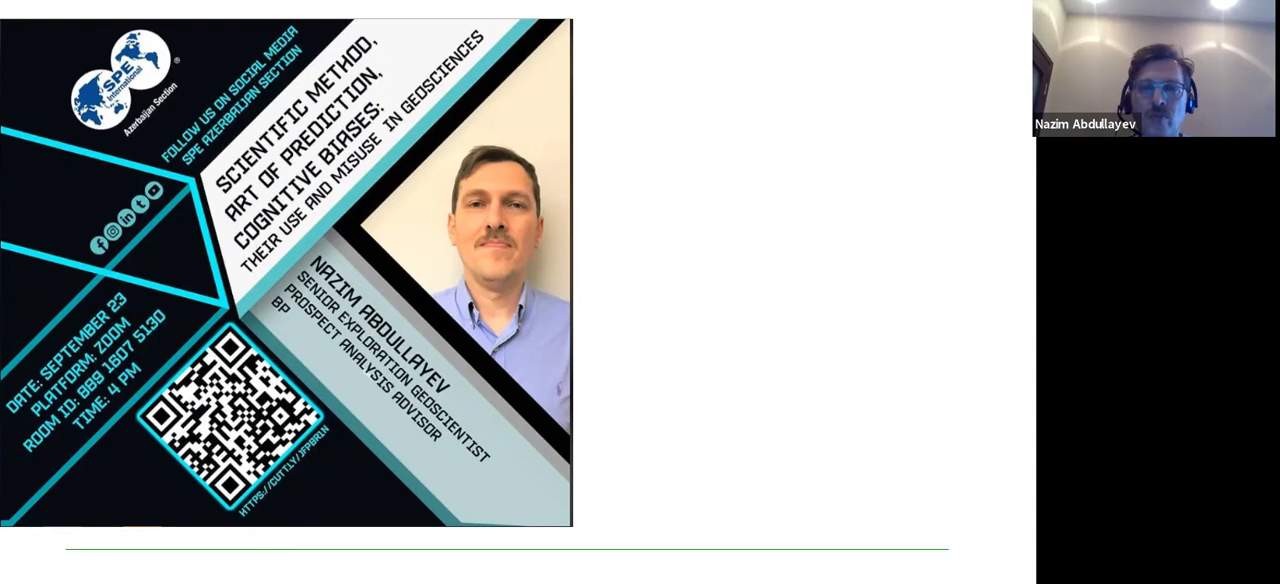 SPE
International
®
Azerbaijan Section
FOLLOW US ON SOCIAL MEDIA
SPE AZERBAIJAN SECTION
SCIENTIFIC METHOD,
ART OF PREDICTION,
COGNITIVE BIASES:
THEIR USE AND MISUSE IN GEOSCIENCES
NAZIM ABDULLAYEV
SENIOR EXPLORATION GEOSCIENTIST
PROSPECT ANALYSIS ADVISOR
BP
DATE: SEPTEMBER 23
PLATFORM: ZOOM
ROOM ID: 889 1607 5130
TIME: 4 PM
Nazim Abdullayev